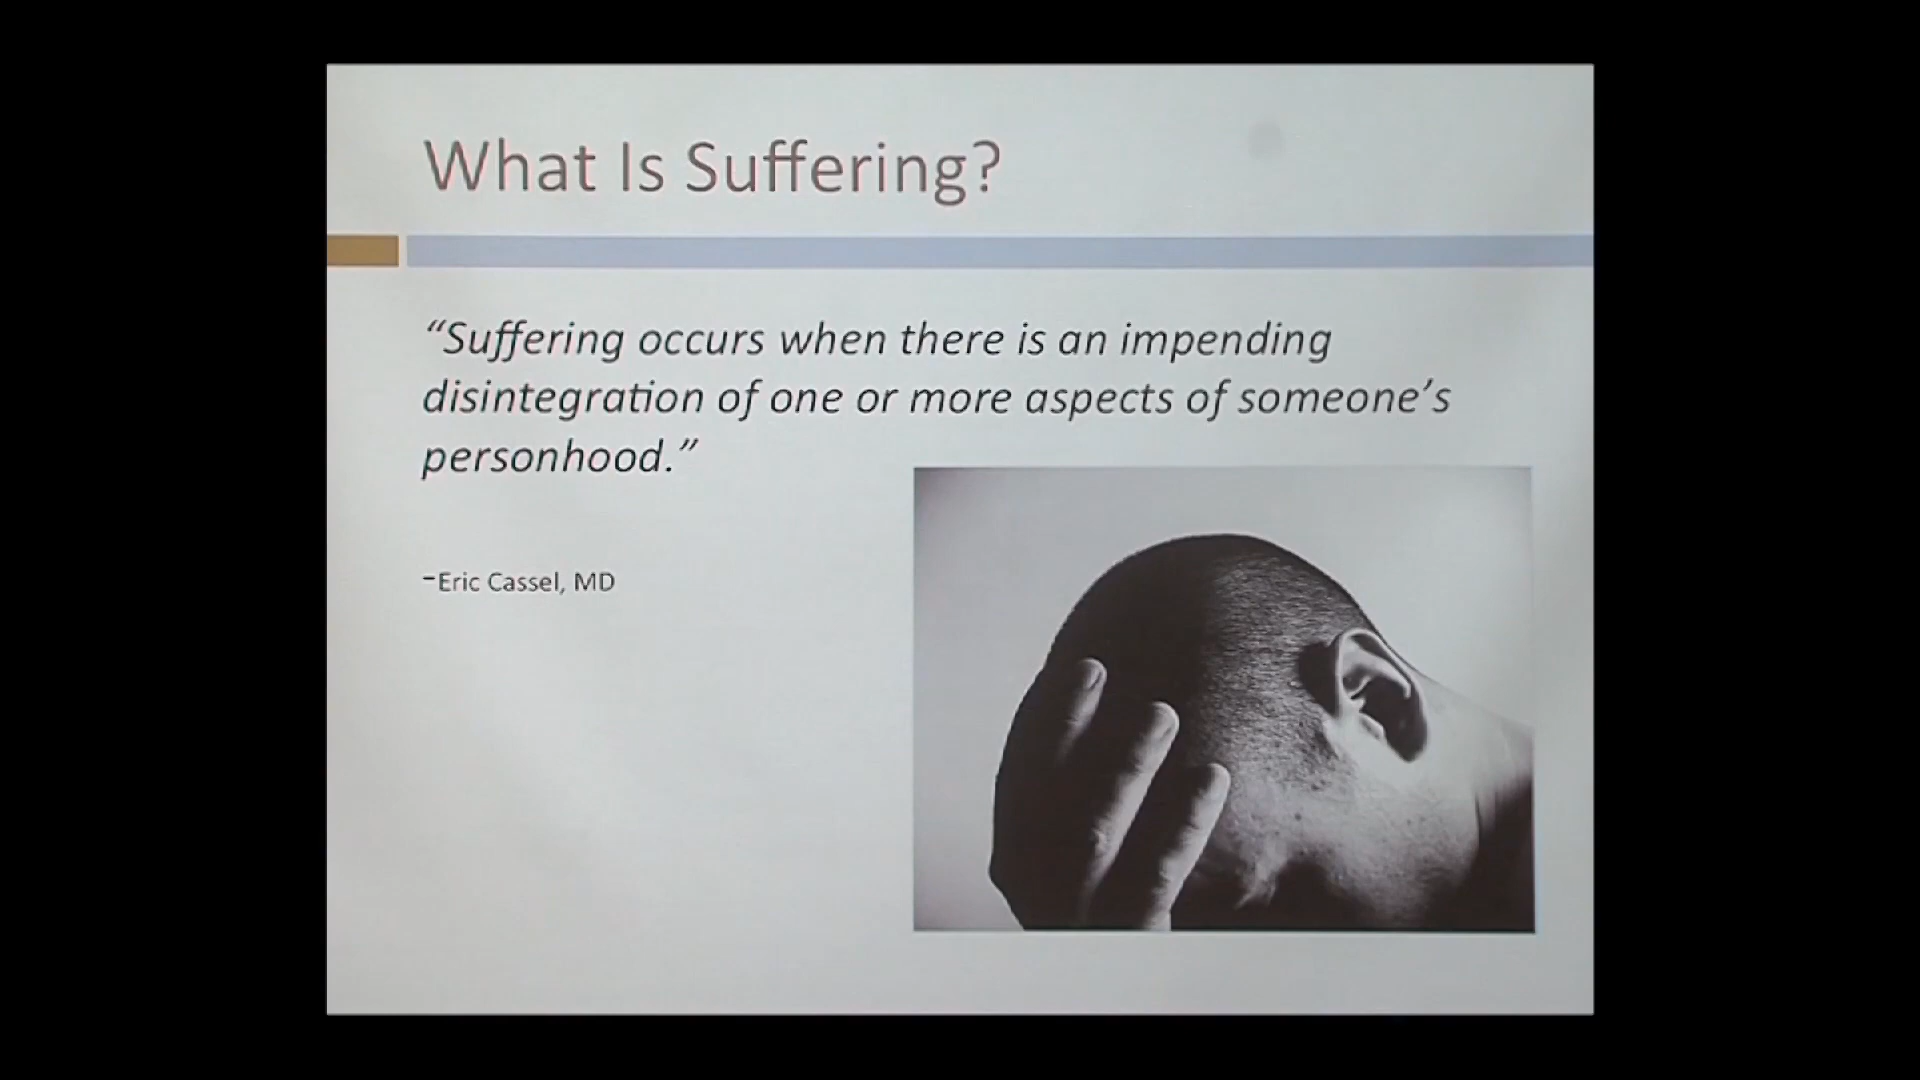 What Is Suffering?
“Suffering occurs when there is an impending
disintegration of one or more aspects of someone’s
personhood.”
-Eric Cassel, MD